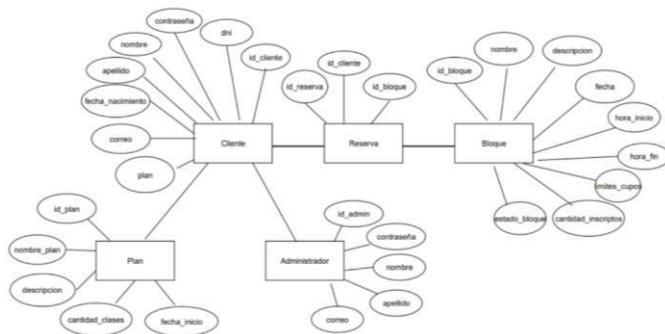 contraseña
dni
nombre
id_cliente
apellido
fecha_nacimiento
correo
plan
Cliente
id_reserva
id_cliente
id_bloque
Reserva
id_bloque
nombre
descripcion
fecha
hora_inicio
hora_fin
limites_cupos
cantidad_inscriptos
estado_bloque
Bloque
id_plan
nombre_plan
descripcion
cantidad_clases
fecha_inicio
Plan
id_admin
contraseña
nombre
apellido
correo
Administrador